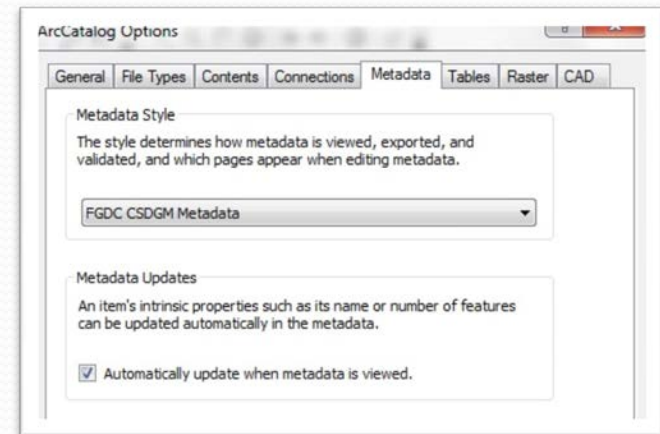 ArcCatalog Options
General File Types Contents Connections Metadata Tables Raster CAD
Metadata Style
The style determines how metadata is viewed, exported, and
validated, and which pages appear when editing metadata.
FGDC CSDGM Metadata
Metadata Updates
An item's intrinsic properties such as its name or number of features
can be updated automatically in the metadata.
Automatically update when metadata is viewed.